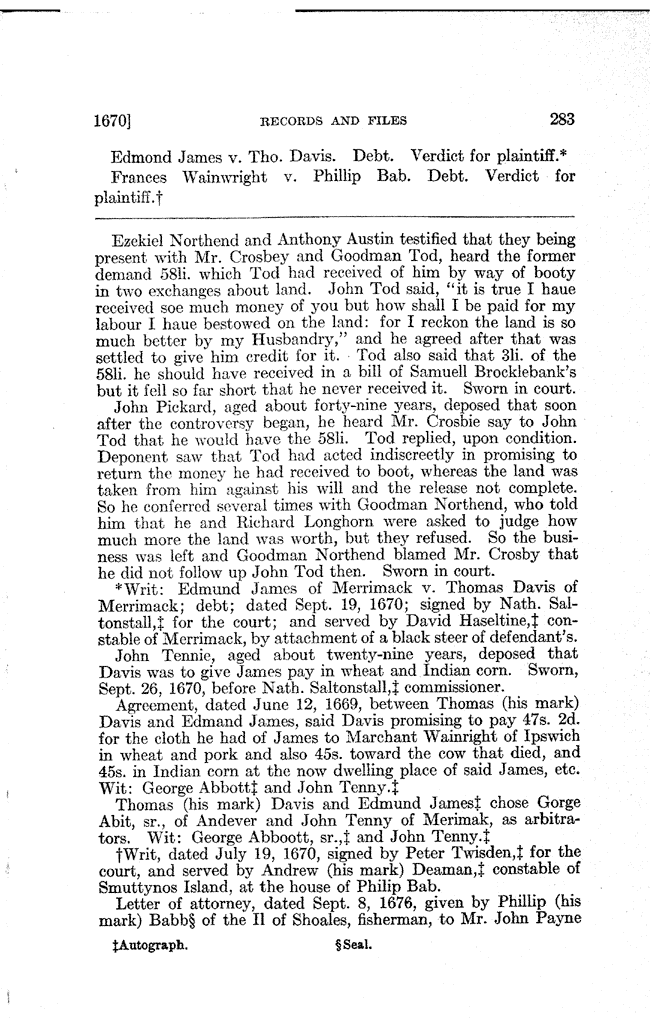 1670] RECORDS AND FILES 283
Edmond James v. Tho. Davis. Debt. Verdict for plaintiff.*
Frances Wainwright v. Phillip Bab. Debt. Verdict for
plaintiff.†
Ezekiel Northend and Anthony Austin testified that they being
present with Mr. Crosbey and Goodman Tod, heard the former
demand 58li. which Tod had received of him by way of booty
in two exchanges about land. John Tod said, "it is true I haue
received soe much money of you but how shall I be paid for my
labour I haue bestowed on the land: for I reckon the land is so
much better by my Husbandry," and he agreed after that was
settled to give him credit for it. Tod also said that 3li. of the
58li. he should have received in a bill of Samuell Brocklebank's
but it fell so far short that he never received it. Sworn in court.
John Pickard, aged about forty-nine years, deposed that soon
after the controversy began, he heard Mr. Crosbie say to John
Tod that he would have the 58li. Tod replied, upon condition.
Deponent saw that Tod had acted indiscreetly in promising to
return the money he had received to boot, whereas the land was
taken from him against his will and the release not complete.
So he conferred several times with Goodman Northend, who told
him that he and Richard Longhorn were asked to judge how
much more the land was worth, but they refused. So the busi-
ness was left and Goodman Northend blamed Mr. Crosby that
he did not follow up John Tod then. Sworn in court.
*Writ: Edmund James of Merrimack v. Thomas Davis of
Merrimack; debt; dated Sept. 19, 1670; signed by Nath. Sal-
tonstall,‡ for the court; and served by David Haseltine,‡ con-
stable of Merrimack, by attachment of a black steer of defendant's.
John Tennie, aged about twenty-nine years, deposed that
Davis was to give James pay in wheat and Indian corn. Sworn,
Sept. 26, 1670, before Nath. Saltonstall,‡ commissioner.
Agreement, dated June 12, 1669, between Thomas (his mark)
Davis and Edmand James, said Davis promising to pay 47s. 2d.
for the cloth he had of James to Marchant Wainright of Ipswich
in wheat and pork and also 45s. toward the cow that died, and
45s. in Indian corn at the now dwelling place of said James, etc.
Wit: George Abbott‡ and John Tenny.‡
Thomas (his mark) Davis and Edmund James‡ chose Gorge
Abit, sr., of Andever and John Tenny of Merimak, as arbitra-
tors. Wit: George Abboott, sr.,‡ and John Tenny.‡
†Writ, dated July 19, 1670, signed by Peter Twisden,‡ for the
court, and served by Andrew (his mark) Deaman,‡ constable of
Smuttynos Island, at the house of Philip Bab.
Letter of attorney, dated Sept. 8, 1676, given by Phillip (his
mark) Babb§ of the Il of Shoales, fisherman, to Mr. John Payne
‡Autograph. §Seal.